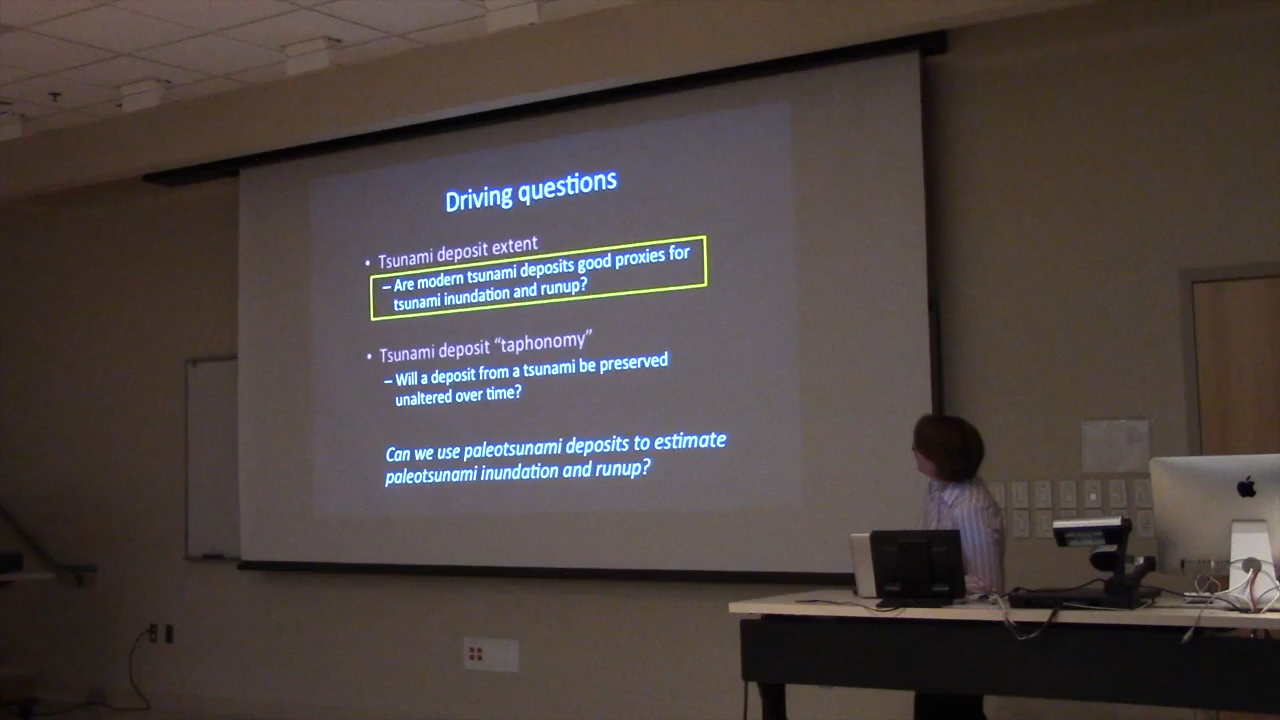 Driving questions
• Tsunami deposit extent
– Are modern tsunami deposits good proxies for
tsunami inundation and runup?
• Tsunami deposit “taphonomy”
– Will a deposit from a tsunami be preserved
unaltered over time?
Can we use paleotsunami deposits to estimate
paleotsunami inundation and runup?